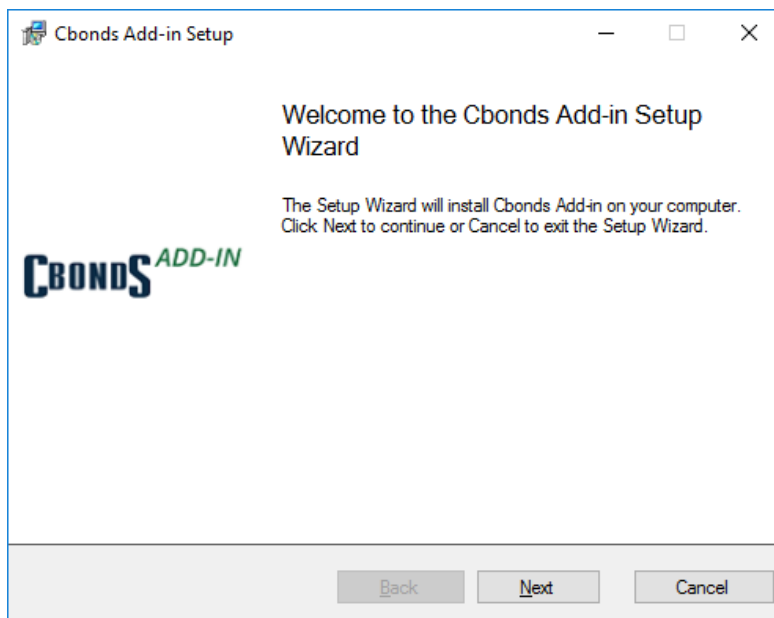 Cbonds Add-in Setup
Welcome to the Cbonds Add-in Setup
Wizard
The Setup Wizard will install Cbonds Add-in on your computer.
Click Next to continue or Cancel to exit the Setup Wizard.
CBONDS ADD-IN
Back Next Cancel